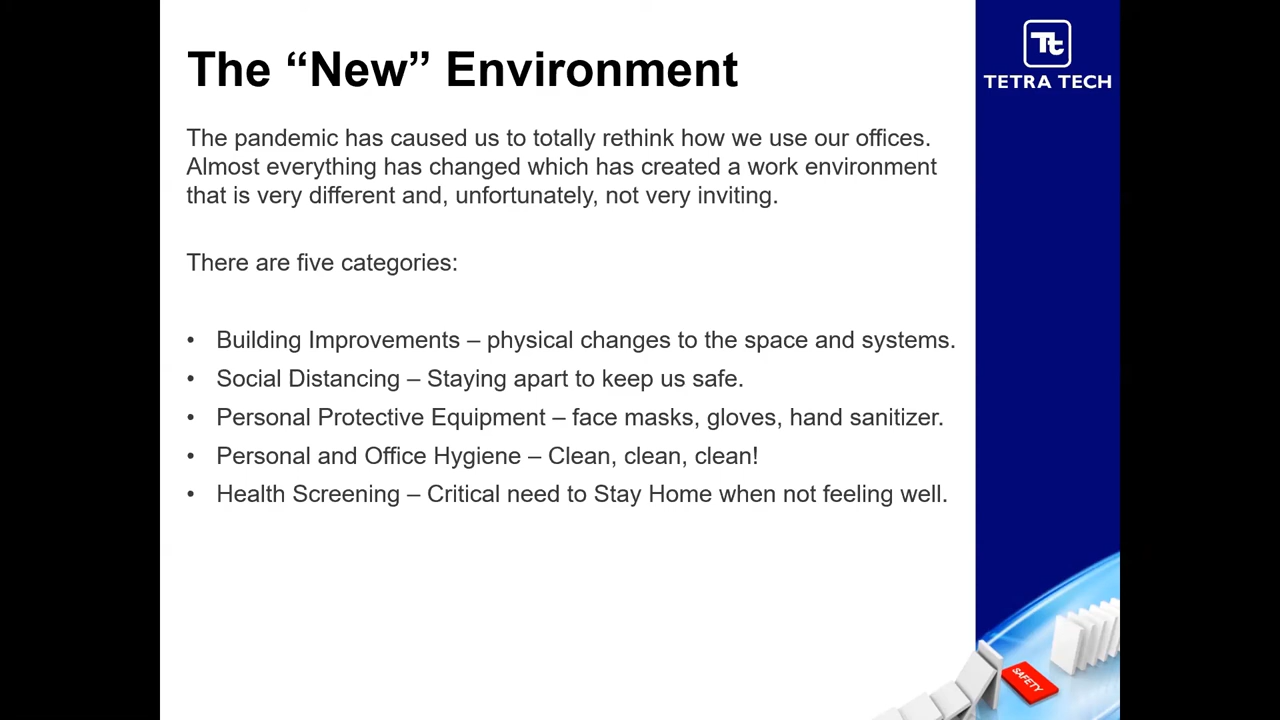 The “New” Environment
Tt
TETRA TECH
The pandemic has caused us to totally rethink how we use our offices.
Almost everything has changed which has created a work environment
that is very different and, unfortunately, not very inviting.
There are five categories:
• Building Improvements – physical changes to the space and systems.
• Social Distancing – Staying apart to keep us safe.
• Personal Protective Equipment – face masks, gloves, hand sanitizer.
• Personal and Office Hygiene – Clean, clean, clean!
• Health Screening – Critical need to Stay Home when not feeling well.
SAFETY